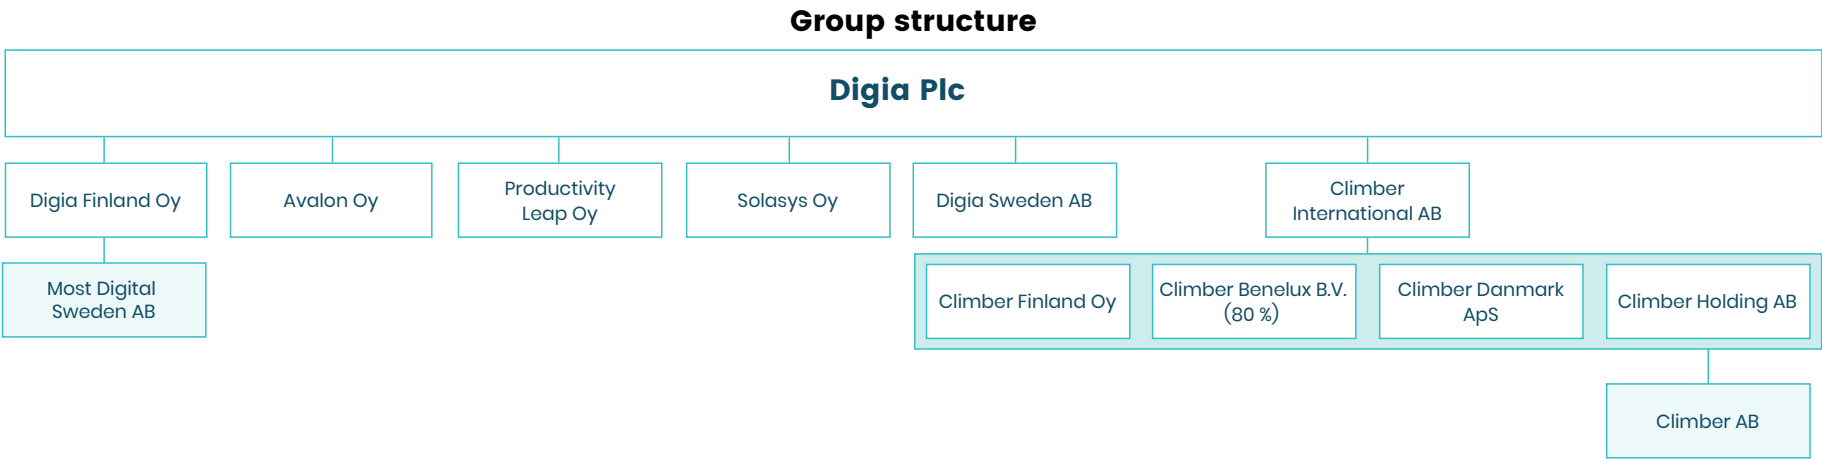 Group structure
Digia Plc
Digia Finland Oy
Avalon Oy
Productivity
Leap Oy
Solasys Oy
Digia Sweden AB
Climber
International AB
Most Digital
Sweden AB
Climber Finland Oy
Climber Benelux B.V.
(80 %)
Climber Danmark
ApS
Climber Holding AB
Climber AB